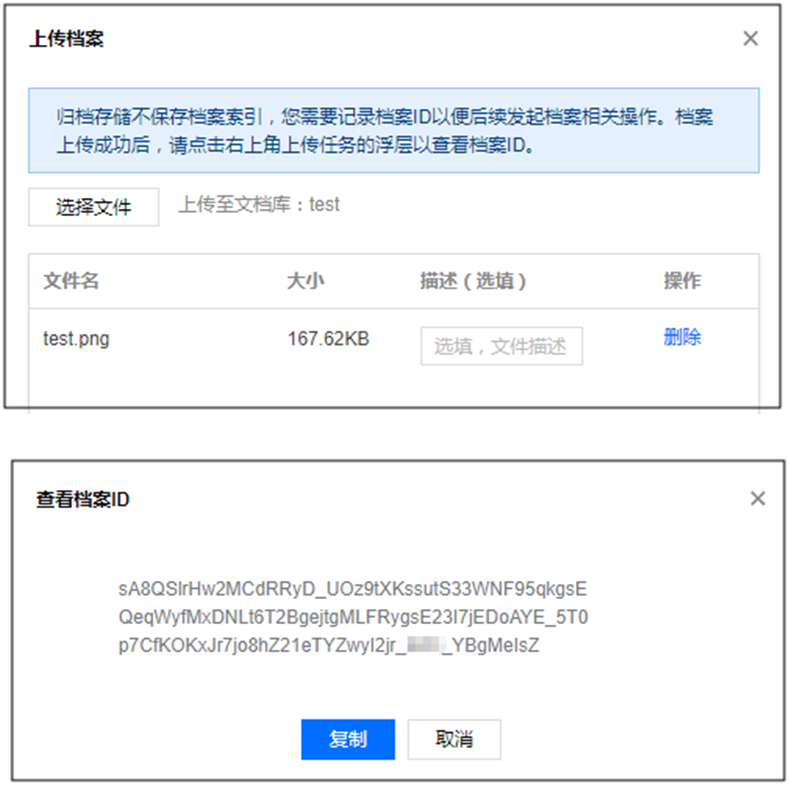 上传档案
归档存储不保存档案索引，您需要记录档案ID以便后续发起档案相关操作。档案
上传成功后，请点击右上角上传任务的浮层以查看档案ID。
选择文件 上传至文档库：test
文件名 大小 描述（选填） 操作
test.png 167.62KB 选填，文件描述 删除
查看档案ID
sA8QSIrHw2MCdRRyD_UOz9tXKssutS33WNF95qkgsE
QeqWyfMxDNLt6T2BgejtgMLFRygsE23I7jEDoAYE_5T0
p7CfKOKxJr7jo8hZ21eTYZwyI2jr_ _YBgMeIsZ
复制 取消